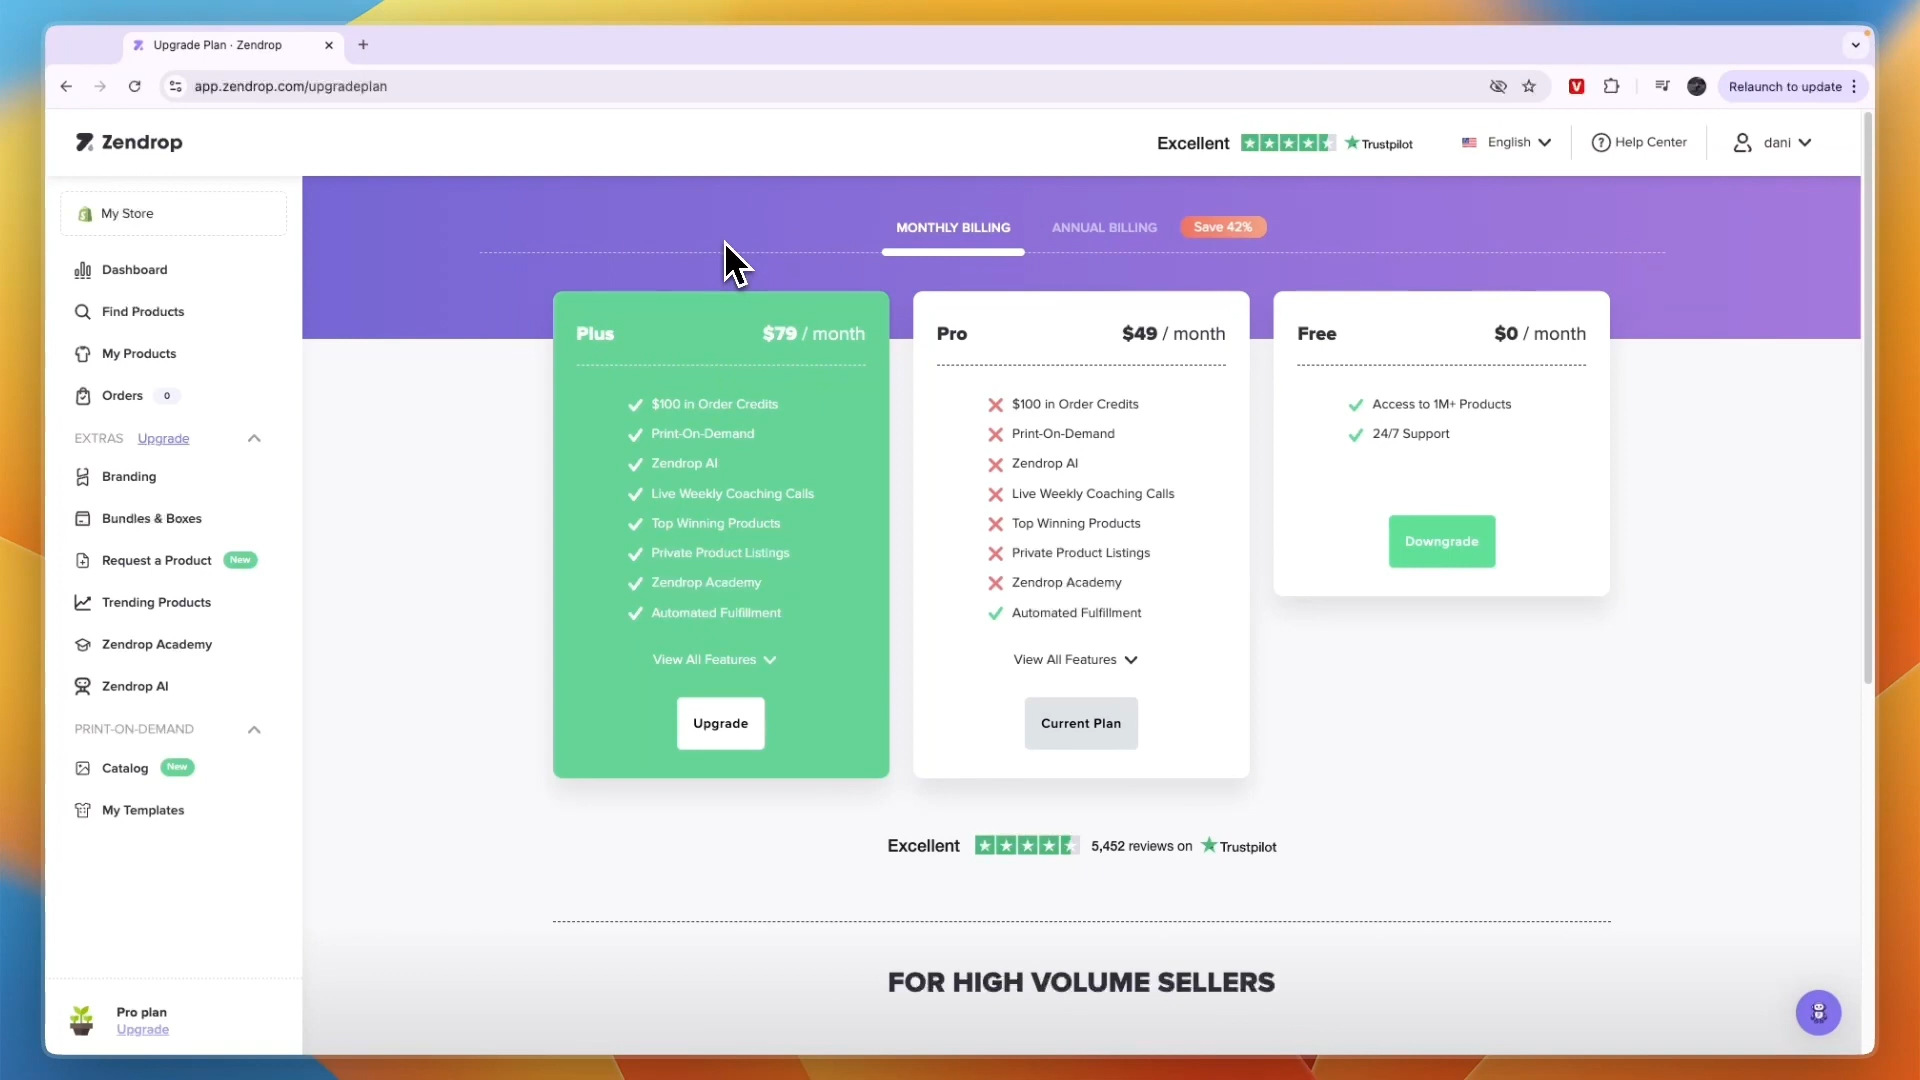 Upgrade Plan · Zendrop
app.zendrop.com/upgradeplan
Relaunch to update
Zendrop
Excellent
Trustpilot
English
Help Center
dani
My Store
Dashboard
Find Products
My Products
Orders 0
EXTRAS Upgrade
Branding
Bundles & Boxes
Request a Product New
Trending Products
Zendrop Academy
Zendrop AI
PRINT-ON-DEMAND
Catalog New
My Templates
Pro plan
Upgrade
MONTHLY BILLING
ANNUAL BILLING
Save 42%
Plus $79 / month
$100 in Order Credits
Print-On-Demand
Zendrop AI
Live Weekly Coaching Calls
Top Winning Products
Private Product Listings
Zendrop Academy
Automated Fulfillment
View All Features
Upgrade
Pro $49 / month
$100 in Order Credits
Print-On-Demand
Zendrop AI
Live Weekly Coaching Calls
Top Winning Products
Private Product Listings
Zendrop Academy
Automated Fulfillment
View All Features
Current Plan
Free $0 / month
Access to 1M+ Products
24/7 Support
Downgrade
Excellent 5,452 reviews on Trustpilot
FOR HIGH VOLUME SELLERS